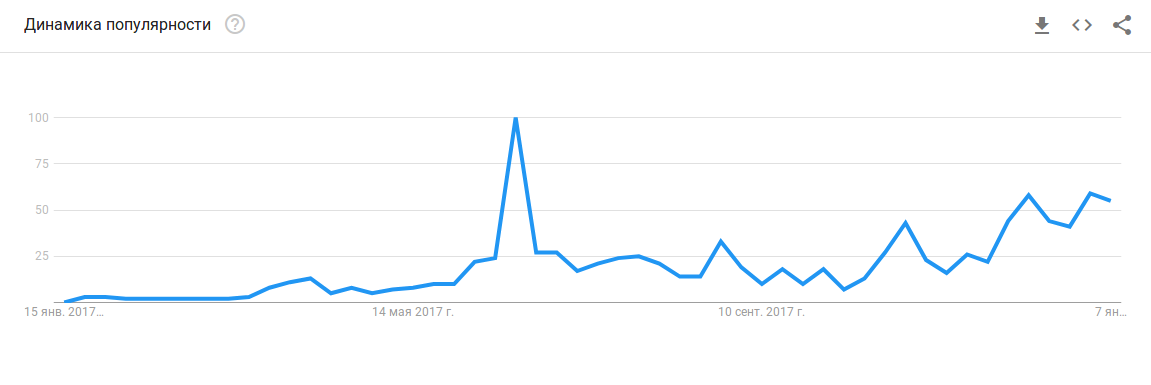 Динамика популярности ?
100
75
50
25
15 янв. 2017…
14 мая 2017 г.
10 сент. 2017 г.
7 ян…